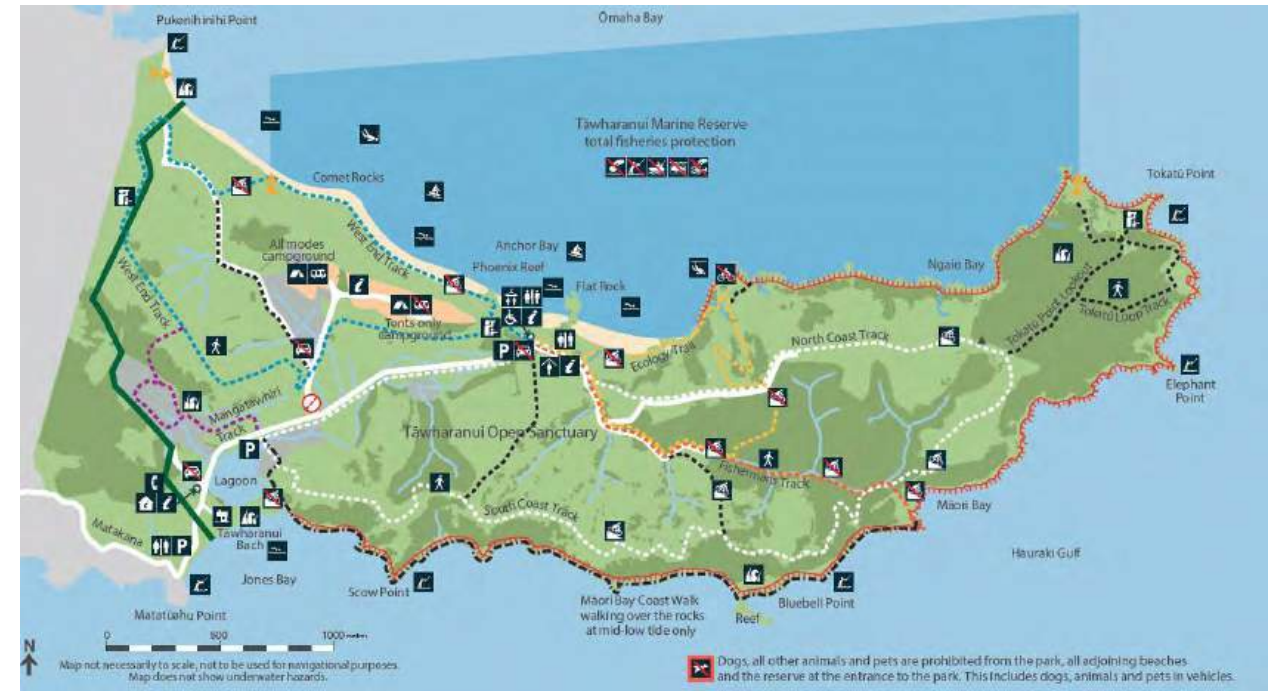 Pukenihinihi Point
Omaha Bay
Tāwharanui Marine Reserve
total fisheries protection
Comet Rocks
Tokatū Point
West End Track
Anchor Bay
All modes
campground
Phoenix Reef
Ngaio Bay
Flat Rock
West End Track
Tents only
campground
Tokatū Point Lookout
Tokatū Loop Track
North Coast Track
Ecology Trail
Elephant
Point
Mangatawhiri
Track
Tāwharanui Open Sanctuary
P
P
Lagoon
Fishermans Track
South Coast Track
Māori Bay
Matakana
Tāwharanui
Bach
P
Jones Bay
Hauraki Gulf
Scow Point
Māori Bay Coast Walk
walking over the rocks
at mid-low tide only
Bluebell Point
Reef
Matatūahu Point
N
0 500 1000 metres
Map not necessarily to scale, not to be used for navigational purposes.
Map does not show underwater hazards.
Dogs, all other animals and pets are prohibited from the park, all adjoining beaches
and the reserve at the entrance to the park. This includes dogs, animals and pets in vehicles.